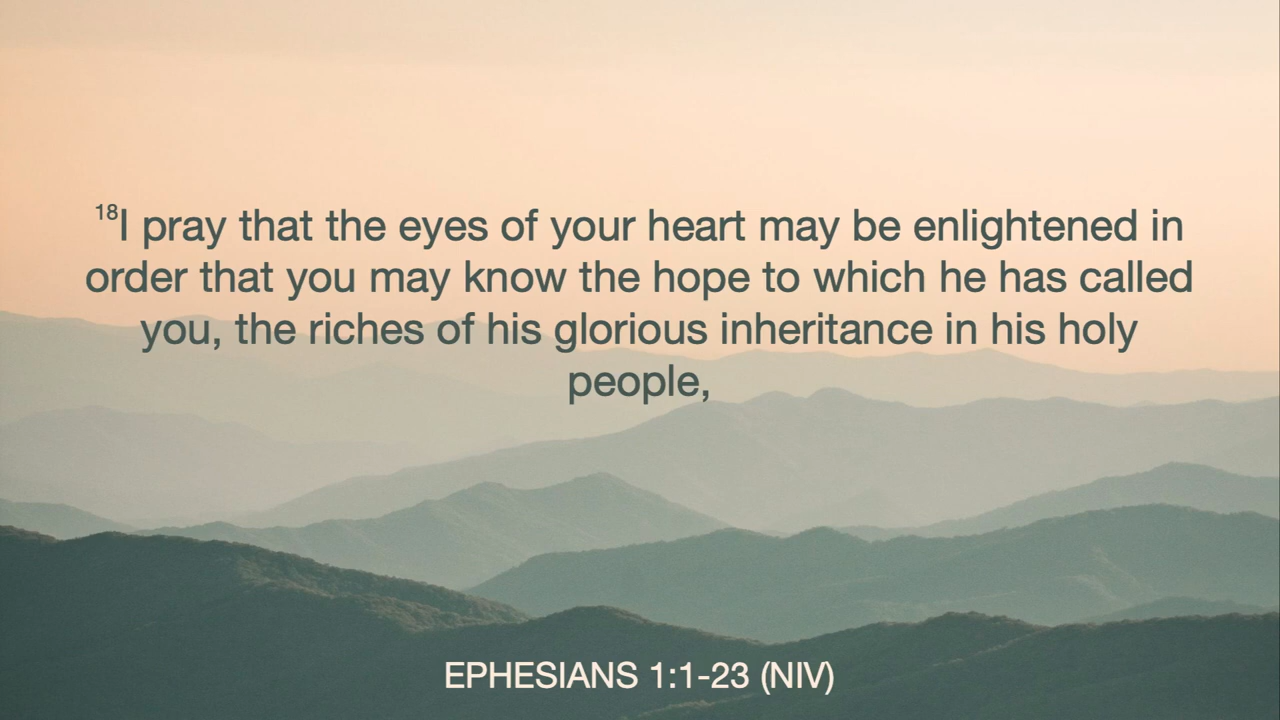 ¹⁸I pray that the eyes of your heart may be enlightened in
order that you may know the hope to which he has called
you, the riches of his glorious inheritance in his holy
people,
EPHESIANS 1:1-23 (NIV)